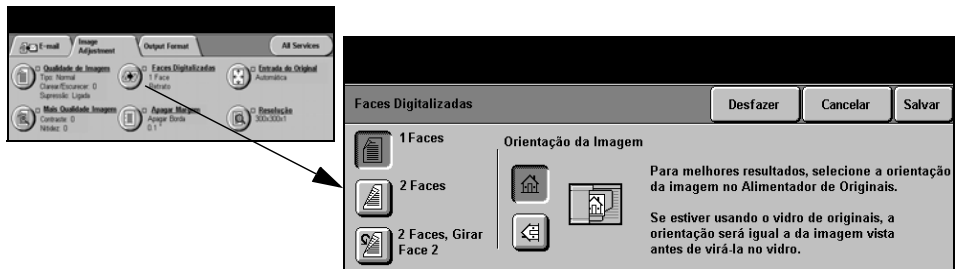 E-mail
Image
Adjustment
Output Format
All Services
Qualidade de Imagem
Tipo: Normal
Clarear/Escurecer: 0
Supressão: Ligada
Faces Digitalizadas
1 Face
Retrato
Entrada do Original
Automática
Mais Qualidade Imagem
Contraste: 0
Nitidez: 0
Apagar Margem
Apagar Borda
0.1 "
Resolução
300x300x1
Faces Digitalizadas
Desfazer
Cancelar
Salvar
1 Faces
2 Faces
2 Faces, Girar
Face 2
Orientação da Imagem
Para melhores resultados, selecione a orientação
da imagem no Alimentador de Originais.
Se estiver usando o vidro de originais, a
orientação será igual a da imagem vista
antes de virá-la no vidro.